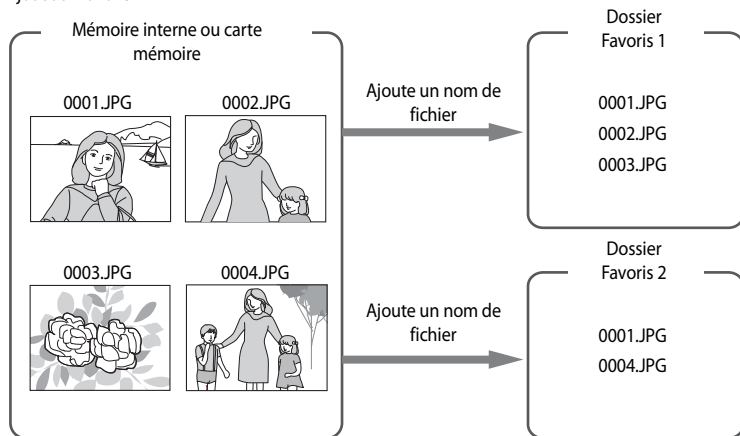 Mémoire interne ou carte
mémoire
0001.JPG
0002.JPG
0003.JPG
0004.JPG
Ajoute un nom de
fichier
Ajoute un nom de
fichier
Dossier
Favoris 1
0001.JPG
0002.JPG
0003.JPG
Dossier
Favoris 2
0001.JPG
0004.JPG